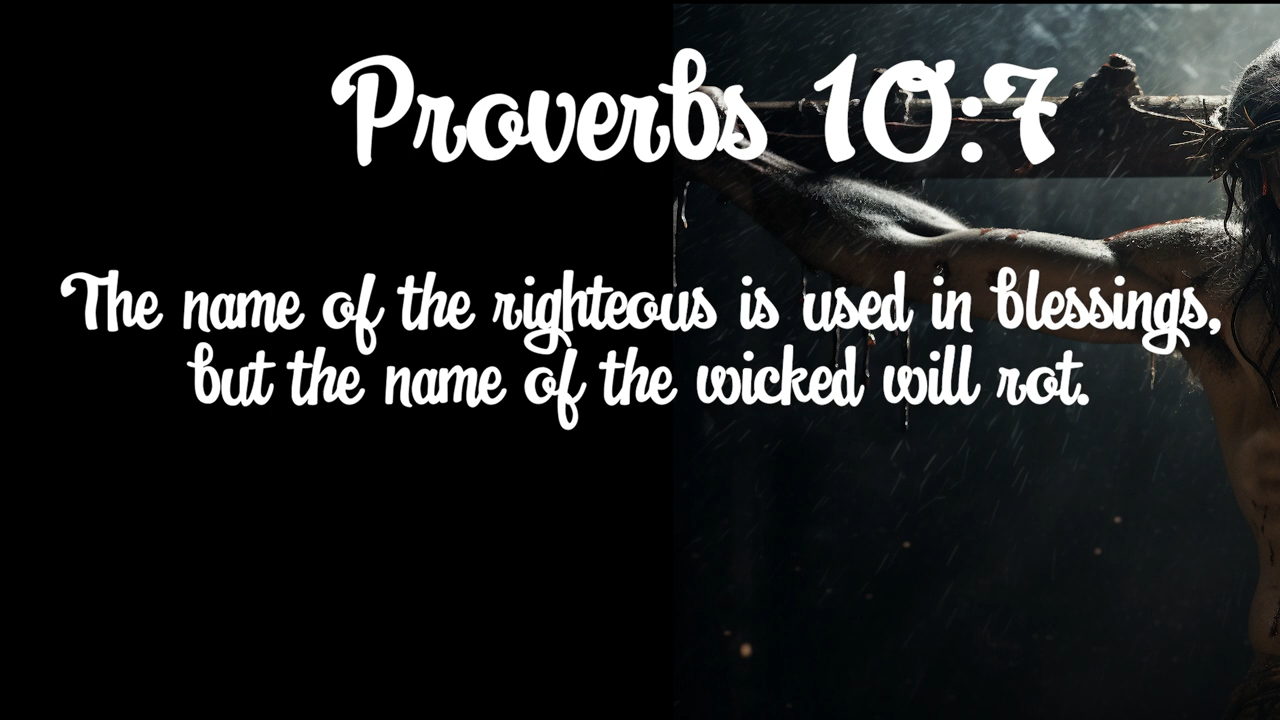 Proverbs 10:7
The name of the righteous is used in blessings,
but the name of the wicked will rot.